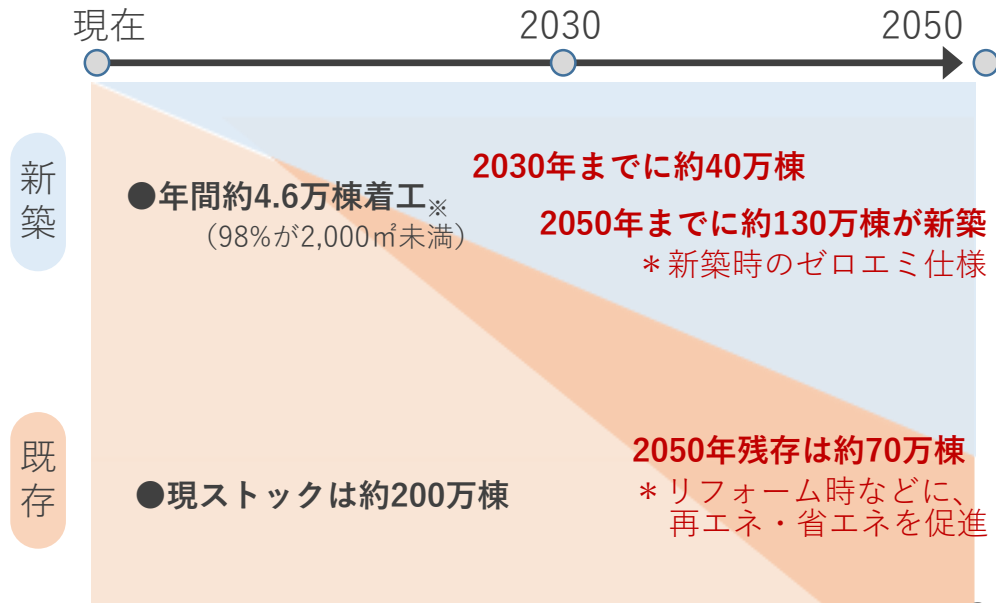 現在
2030
2050
新築
●年間約4.6万棟着工※
（98%が2,000㎡未満）
2030年までに約40万棟
2050年までに約130万棟が新築
＊新築時のゼロエミ仕様
既存
●現ストックは約200万棟
2050年残存は約70万棟
＊リフォーム時などに、
再エネ・省エネを促進